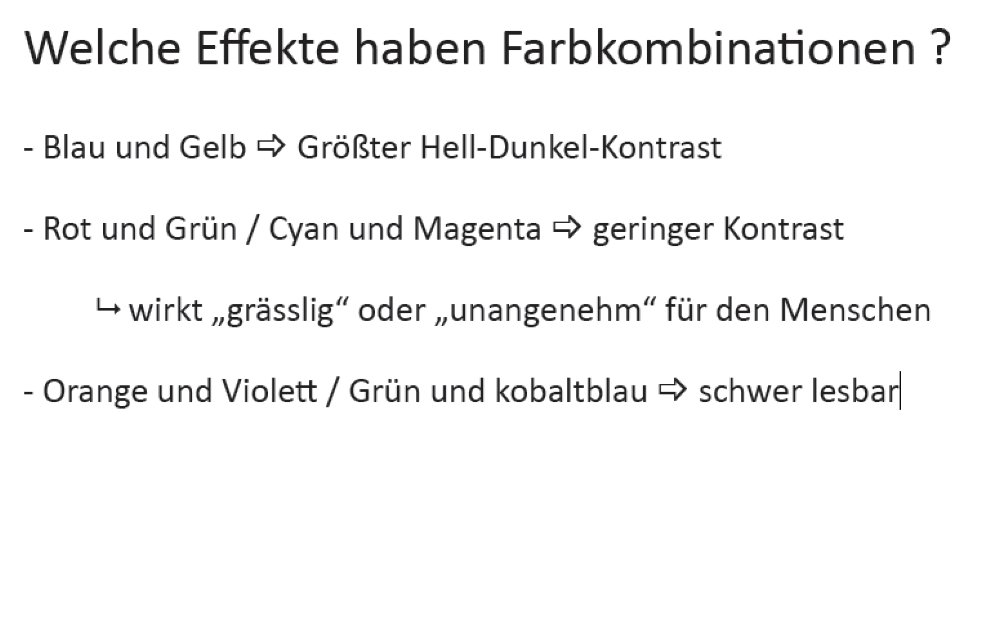 Welche Effekte haben Farbkombinationen ?
- Blau und Gelb ⇨ Größter Hell-Dunkel-Kontrast
- Rot und Grün / Cyan und Magenta ⇨ geringer Kontrast
↳ wirkt „grässlig“ oder „unangenehm“ für den Menschen
- Orange und Violett / Grün und kobaltblau ⇨ schwer lesbar